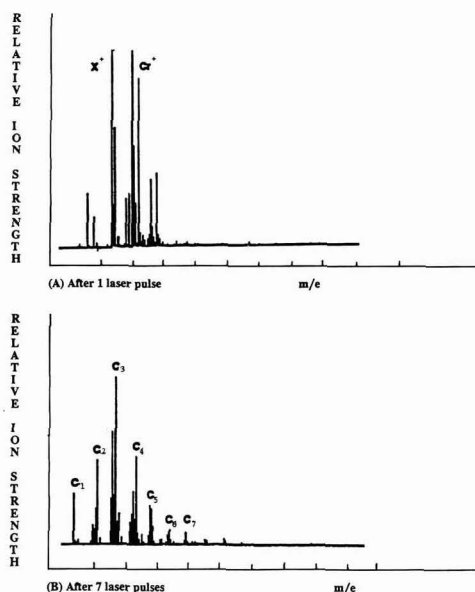 RELATIVE ION STRENGTH
X+
Cr+
(A) After 1 laser pulse
m/e
RELATIVE ION STRENGTH
C1
C2
C3
C4
C5
C6
C7
(B) After 7 laser pulses
m/e